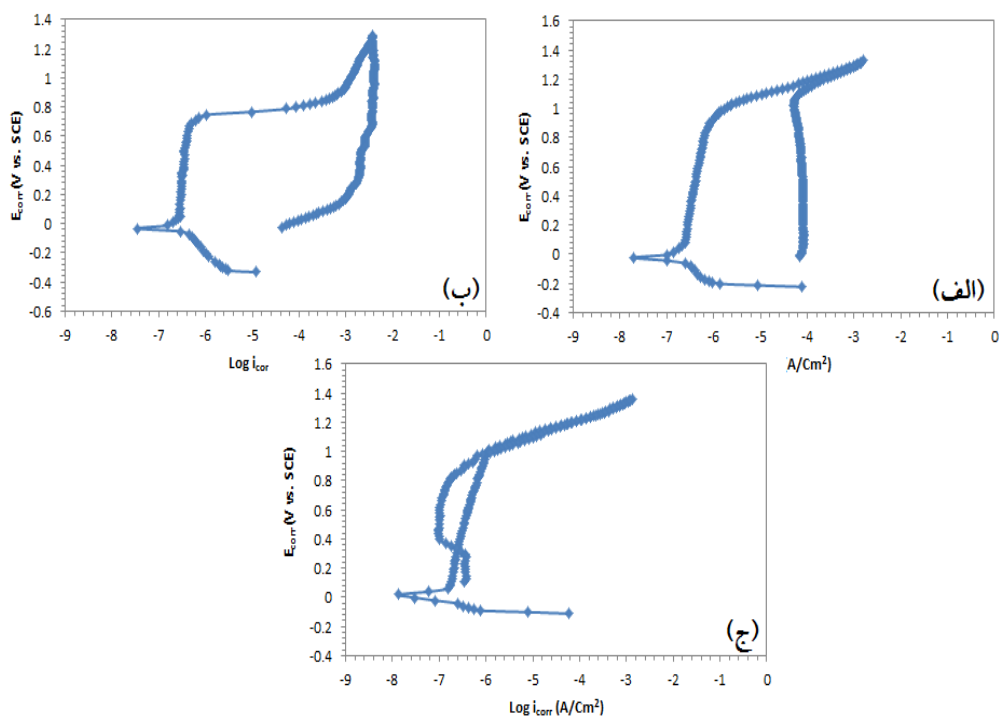 1.4
1.2
1
0.8
0.6
0.4
0.2
0
-0.2
-0.4
-0.6
E_corr (V vs. SCE)
-9 -8 -7 -6 -5 -4 -3 -2 -1 0
Log i_cor
(ب)
1.6
1.4
1.2
1
0.8
0.6
0.4
0.2
0
-0.2
-0.4
E_corr (V vs. SCE)
-9 -8 -7 -6 -5 -4 -3 -2 -1 0
A/Cm²)
(الف)
1.6
1.4
1.2
1
0.8
0.6
0.4
0.2
0
-0.2
-0.4
E_corr (V vs. SCE)
-9 -8 -7 -6 -5 -4 -3 -2 -1 0
Log i_corr (A/Cm²)
(ج)